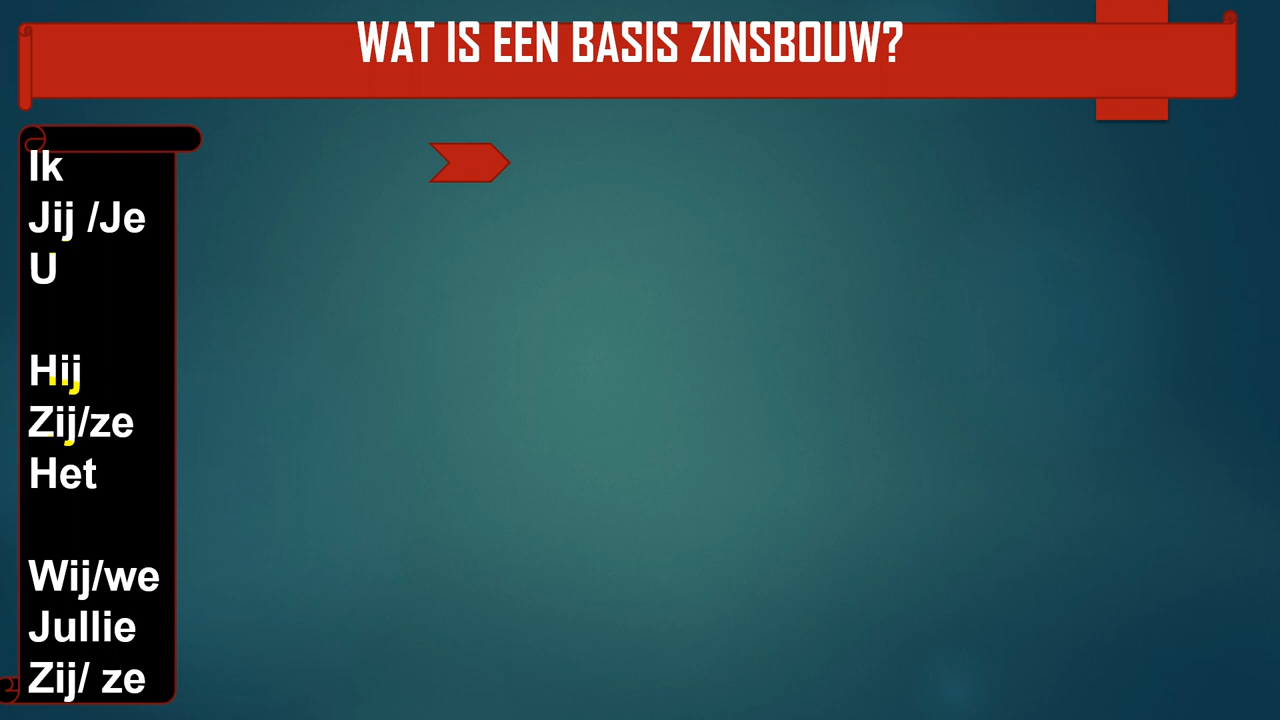 WAT IS EEN BASIS ZINSBOUW?
Ik
Jij /Je
U
Hij
Zij/ze
Het
Wij/we
Jullie
Zij/ ze